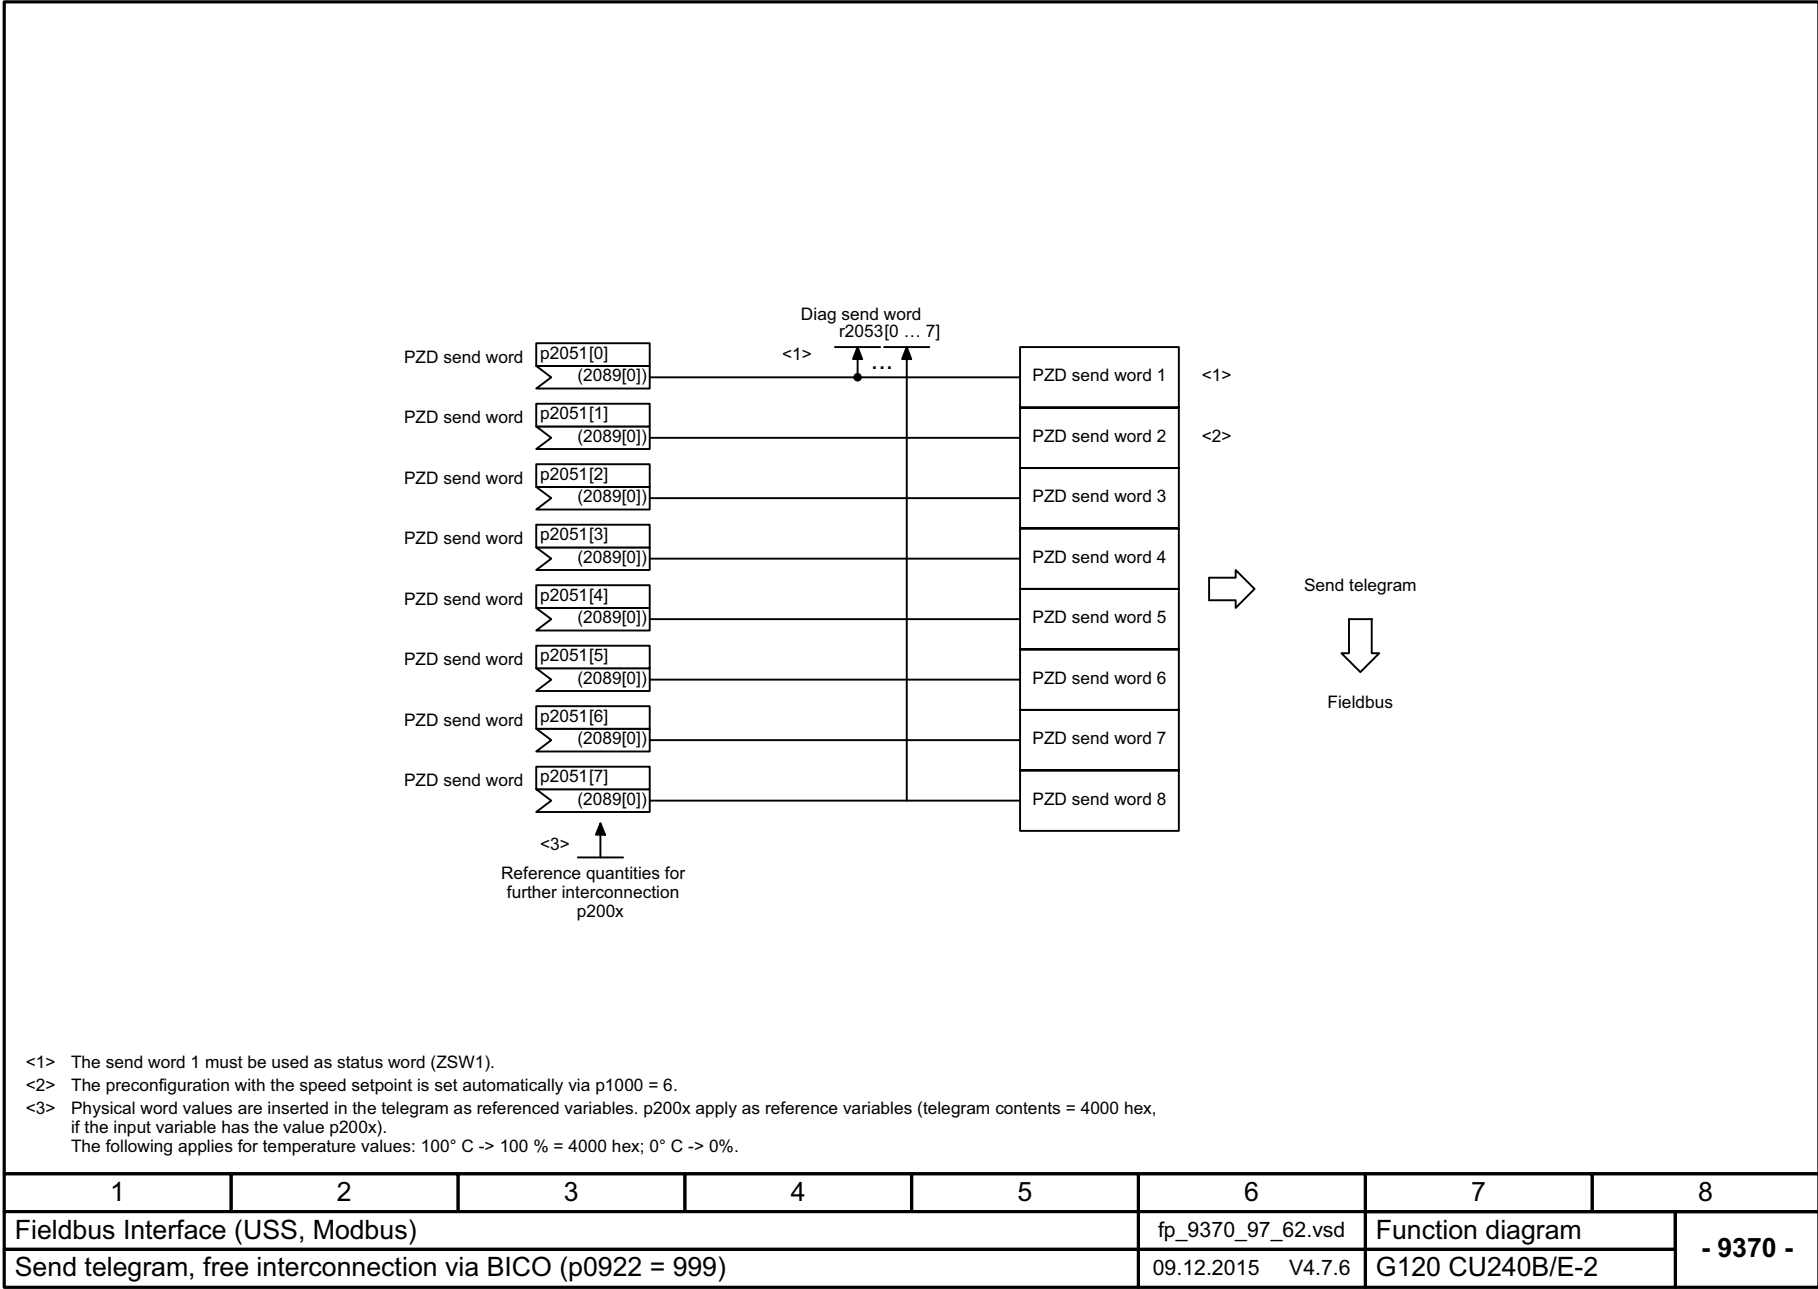 Diag send word
r2053[0 … 7]
<1>
...
PZD send word
p2051[0]
(2089[0])
PZD send word 1
<1>
PZD send word
p2051[1]
(2089[0])
PZD send word 2
<2>
PZD send word
p2051[2]
(2089[0])
PZD send word 3
PZD send word
p2051[3]
(2089[0])
PZD send word 4
PZD send word
p2051[4]
(2089[0])
PZD send word 5
Send telegram
PZD send word
p2051[5]
(2089[0])
PZD send word 6
Fieldbus
PZD send word
p2051[6]
(2089[0])
PZD send word 7
PZD send word
p2051[7]
(2089[0])
PZD send word 8
<3>
Reference quantities for
further interconnection
p200x
<1> The send word 1 must be used as status word (ZSW1).
<2> The preconfiguration with the speed setpoint is set automatically via p1000 = 6.
<3> Physical word values are inserted in the telegram as referenced variables. p200x apply as reference variables (telegram contents = 4000 hex,
if the input variable has the value p200x).
The following applies for temperature values: 100° C -> 100 % = 4000 hex; 0° C -> 0%.
1 2 3 4 5 6 7 8
Fieldbus Interface (USS, Modbus)
fp_9370_97_62.vsd
Function diagram
- 9370 -
Send telegram, free interconnection via BICO (p0922 = 999)
09.12.2015 V4.7.6
G120 CU240B/E-2